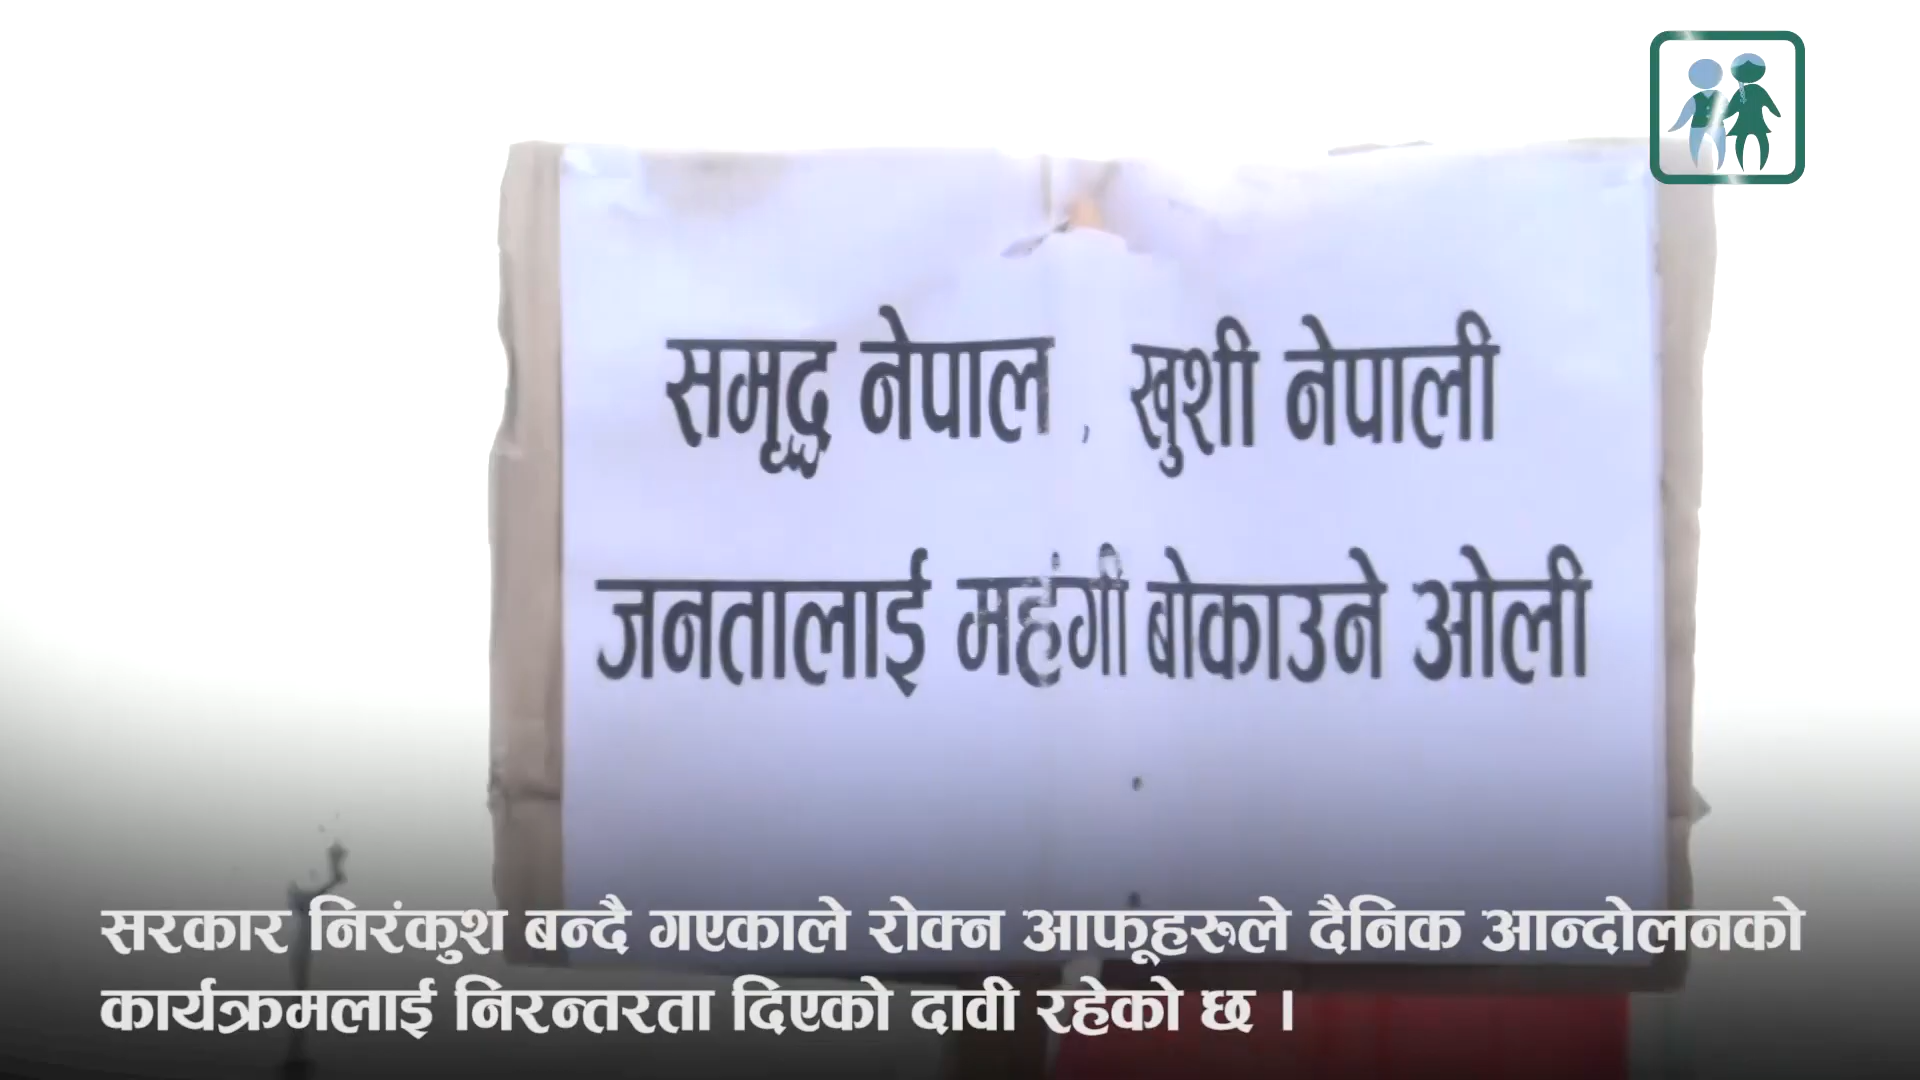 समृद्ध नेपाल , खुशी नेपाली
जनतालाई महंगी बोकाउने ओली
सरकार निरंकुश बन्दै गएकाले रोक्न आफूहरुले दैनिक आन्दोलनको
कार्यक्रमलाई निरन्तरता दिएको दावी रहेको छ ।